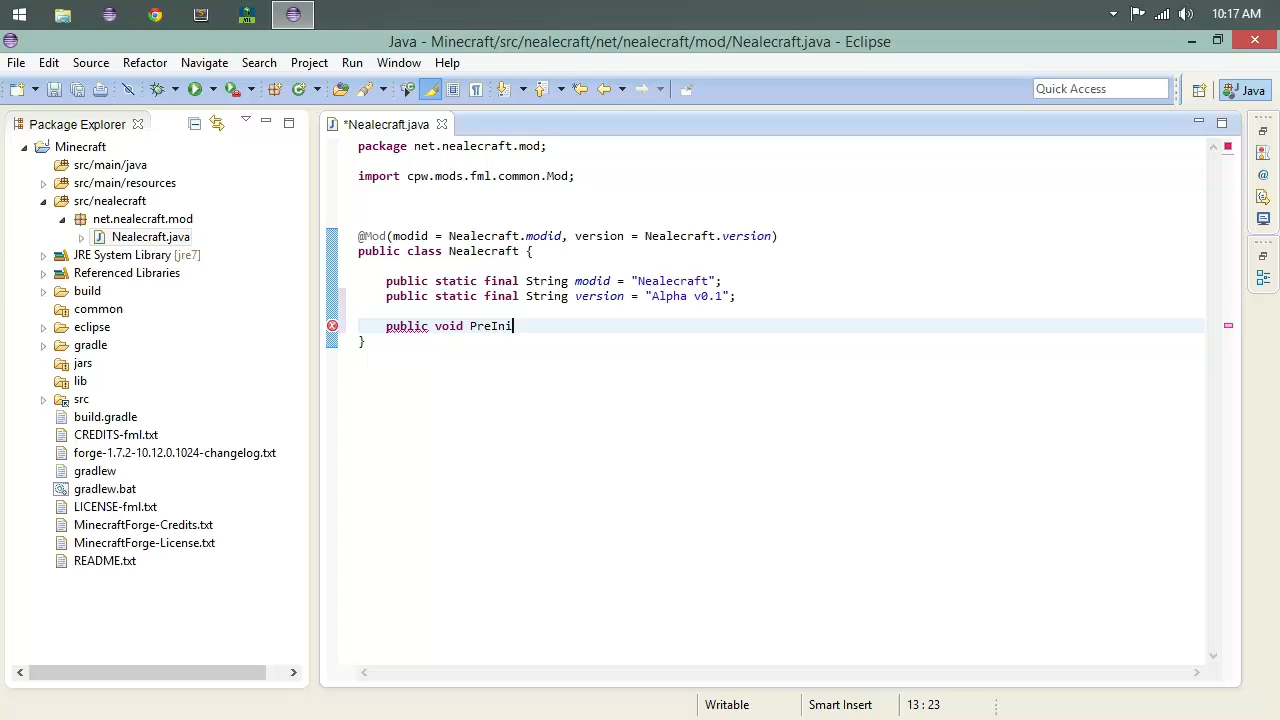 10:17 AM
Java - Minecraft/src/nealecraft/net/nealecraft/mod/Nealecraft.java - Eclipse
File Edit Source Refactor Navigate Search Project Run Window Help
Quick Access
Java
Package Explorer
*Nealecraft.java
Minecraft
src/main/java
src/main/resources
src/nealecraft
net.nealecraft.mod
Nealecraft.java
JRE System Library [jre7]
Referenced Libraries
build
common
eclipse
gradle
jars
lib
src
build.gradle
CREDITS-fml.txt
forge-1.7.2-10.12.0.1024-changelog.txt
gradlew
gradlew.bat
LICENSE-fml.txt
MinecraftForge-Credits.txt
MinecraftForge-License.txt
README.txt
package net.nealecraft.mod;
import cpw.mods.fml.common.Mod;
@Mod(modid = Nealecraft.modid, version = Nealecraft.version)
public class Nealecraft {
public static final String modid = "Nealecraft";
public static final String version = "Alpha v0.1";
public void PreIni
}
Writable Smart Insert 13 : 23